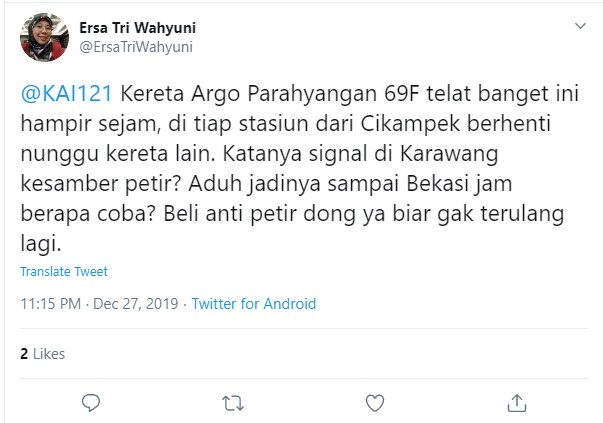 Ersa Tri Wahyuni
@ErsaTriWahyuni
@KAI121 Kereta Argo Parahyangan 69F telat banget ini
hampir sejam, di tiap stasiun dari Cikampek berhenti
nunggu kereta lain. Katanya signal di Karawang
kesamber petir? Aduh jadinya sampai Bekasi jam
berapa coba? Beli anti petir dong ya biar gak terulang
lagi.
Translate Tweet
11:15 PM · Dec 27, 2019 · Twitter for Android
2 Likes